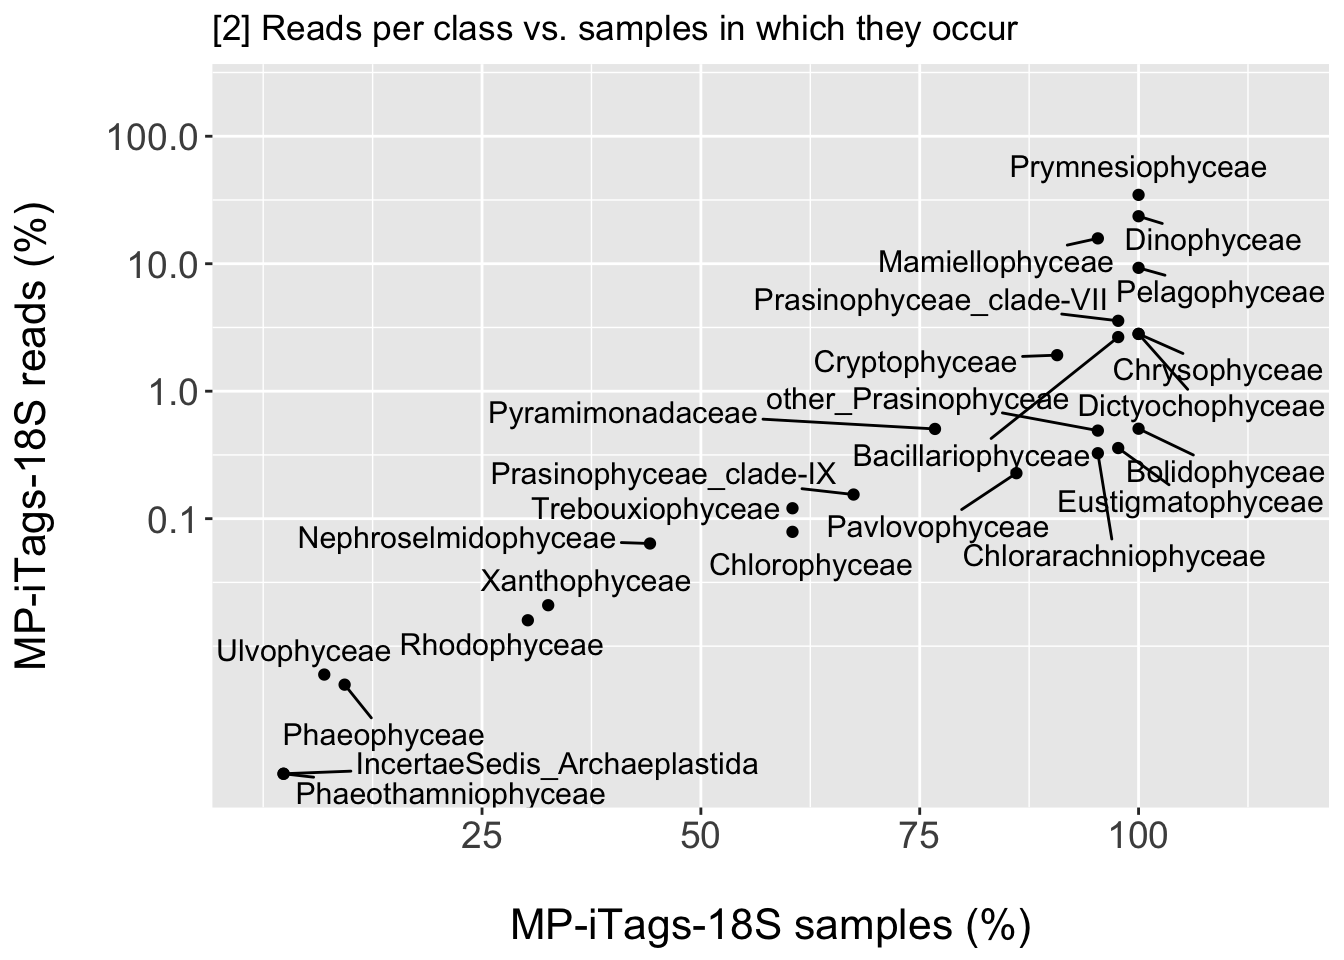 [2] Reads per class vs. samples in which they occur
MP-iTags-18S reads (%)
100.0
10.0
1.0
0.1
Prymnesiophyceae
Dinophyceae
Mamiellophyceae
Pelagophyceae
Prasinophyceae_clade-VII
Cryptophyceae
Chrysophyceae
other_Prasinophyceae
Dictyochophyceae
Pyramimonadaceae
Bacillariophyceae
Bolidophyceae
Prasinophyceae_clade-IX
Eustigmatophyceae
Trebouxiophyceae
Pavlovophyceae
Nephroselmidophyceae
Chlorarachniophyceae
Chlorophyceae
Xanthophyceae
Rhodophyceae
Ulvophyceae
Phaeophyceae
IncertaeSedis_Archaeplastida
Phaeothamniophyceae
25 50 75 100
MP-iTags-18S samples (%)